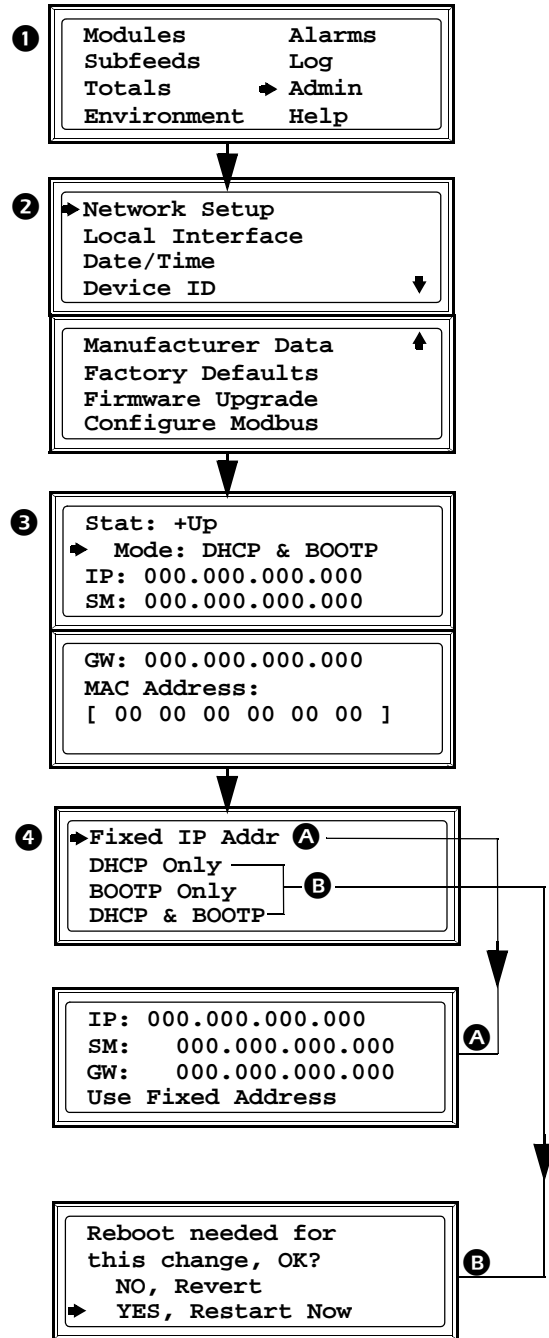 1
Modules Alarms
Subfeeds Log
Totals Admin
Environment Help
2
Network Setup
Local Interface
Date/Time
Device ID
Manufacturer Data
Factory Defaults
Firmware Upgrade
Configure Modbus
3
Stat: +Up
Mode: DHCP & BOOTP
IP: 000.000.000.000
SM: 000.000.000.000
GW: 000.000.000.000
MAC Address:
[ 00 00 00 00 00 00 ]
4
Fixed IP Addr A
DHCP Only
BOOTP Only B
DHCP & BOOTP
IP: 000.000.000.000
SM: 000.000.000.000
GW: 000.000.000.000
Use Fixed Address
A
Reboot needed for
this change, OK?
NO, Revert
YES, Restart Now
B